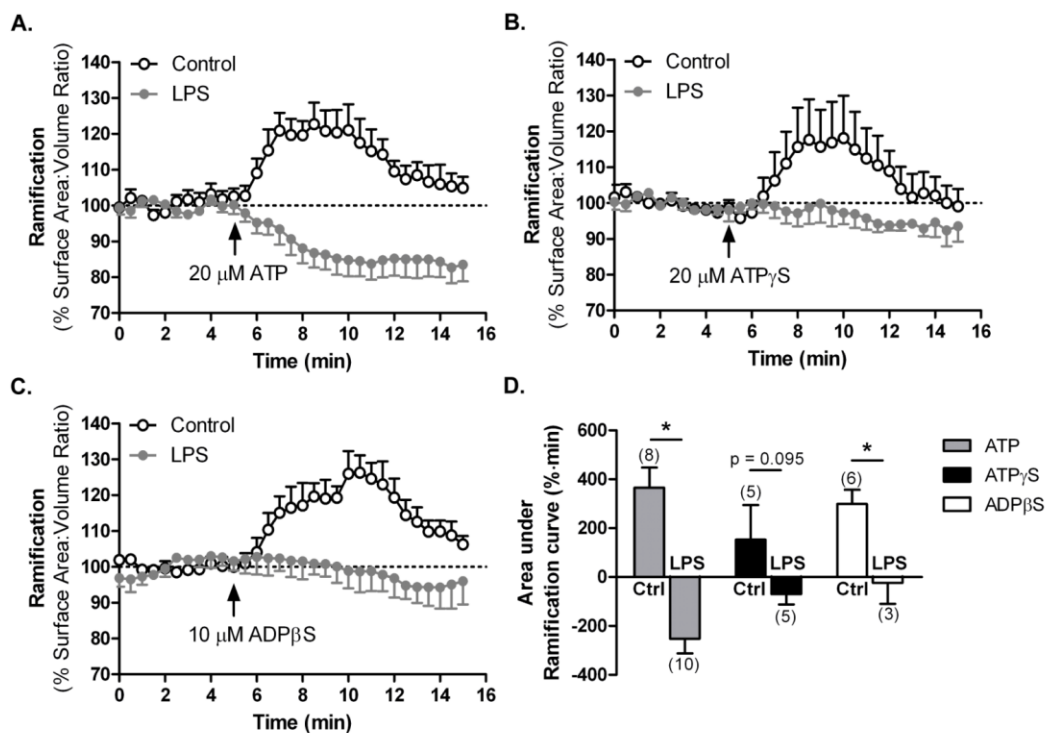 A.
Ramification
(% Surface Area:Volume Ratio)
140
130
120
110
100
90
80
70
Control
LPS
20 μM ATP
0 2 4 6 8 10 12 14 16
Time (min)
B.
Ramification
(% Surface Area:Volume Ratio)
140
130
120
110
100
90
80
70
Control
LPS
20 μM ATPγS
0 2 4 6 8 10 12 14 16
Time (min)
C.
Ramification
(% Surface Area:Volume Ratio)
140
130
120
110
100
90
80
70
Control
LPS
10 μM ADPβS
0 2 4 6 8 10 12 14 16
Time (min)
D.
Area under
Ramification curve (%·min)
600
400
200
0
-200
-400
* *
p = 0.095
(8) (5) (6)
LPS LPS LPS
Ctrl Ctrl Ctrl
(10) (5) (3)
ATP
ATPγS
ADPβS